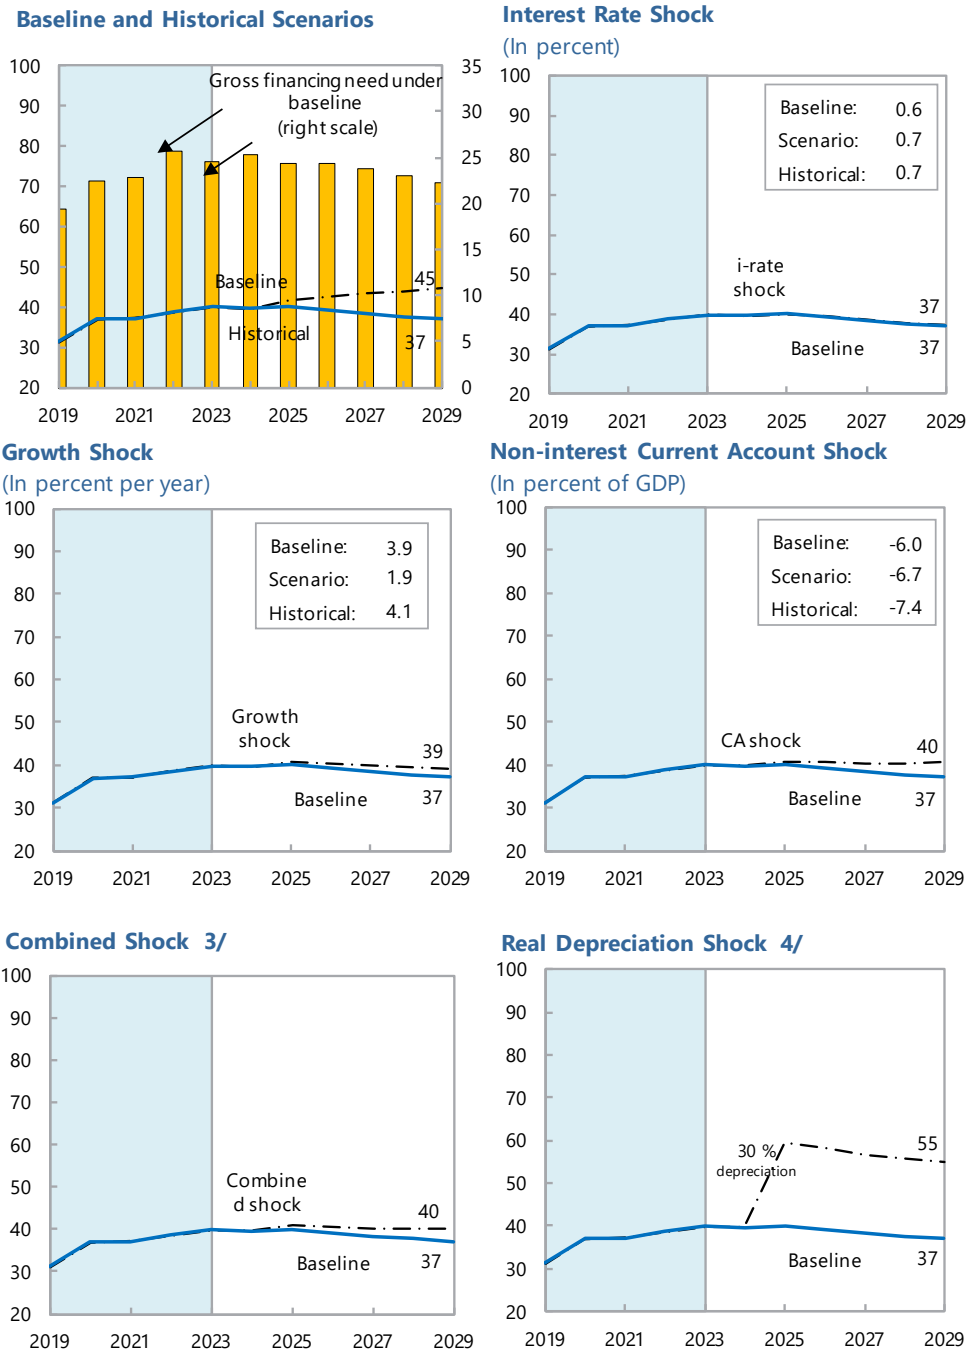 Baseline and Historical Scenarios
100
90
80
70
60
50
40
30
20
35
30
25
20
15
10
5
0
Gross financing need under
baseline
(right scale)
Baseline
45
Historical
37
2019 2021 2023 2025 2027 2029
Interest Rate Shock
(In percent)
100
90
80
70
60
50
40
30
20
Baseline: 0.6
Scenario: 0.7
Historical: 0.7
i-rate
shock
37
Baseline
37
2019 2021 2023 2025 2027 2029
Growth Shock
(In percent per year)
100
90
80
70
60
50
40
30
20
Baseline: 3.9
Scenario: 1.9
Historical: 4.1
Growth
shock
39
Baseline
37
2019 2021 2023 2025 2027 2029
Non-interest Current Account Shock
(In percent of GDP)
100
90
80
70
60
50
40
30
20
Baseline: -6.0
Scenario: -6.7
Historical: -7.4
CA shock
40
Baseline
37
2019 2021 2023 2025 2027 2029
Combined Shock 3/
100
90
80
70
60
50
40
30
20
Combine
d shock
40
Baseline
37
2019 2021 2023 2025 2027 2029
Real Depreciation Shock 4/
100
90
80
70
60
50
40
30
20
30 %
depreciation
55
Baseline
37
2019 2021 2023 2025 2027 2029